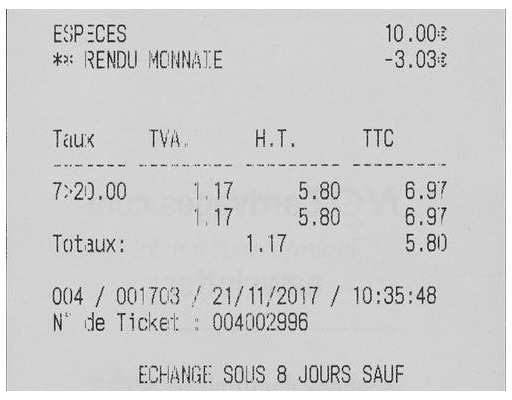 ESPECES 10.00€
** RENDU MONNAIE -3.03€
Taux TVA. H.T. TTC
7>20.00 1.17 5.80 6.97
1.17 5.80 6.97
Totaux: 1.17 5.80
004 / 001703 / 21/11/2017 / 10:35:48
N° de Ticket : 004002996
ECHANGE SOUS 8 JOURS SAUF